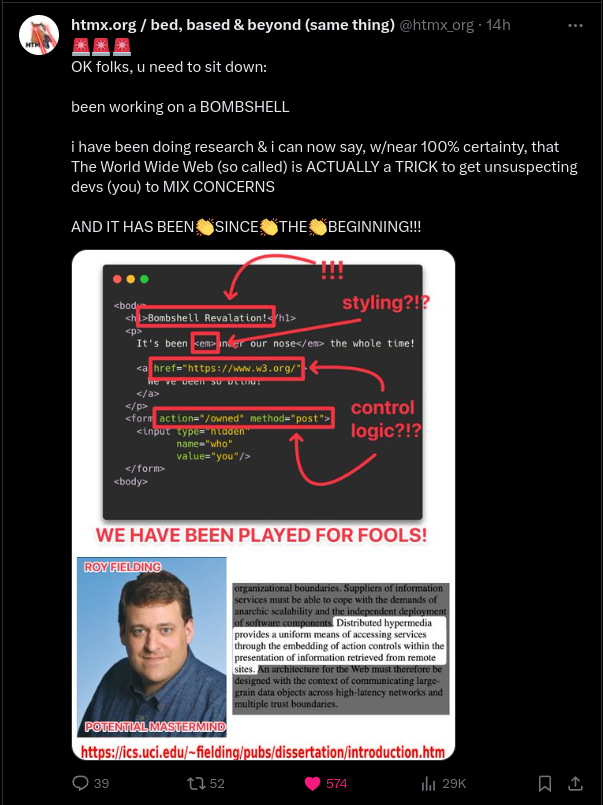 htmx.org / bed, based & beyond (same thing) @htmx_org · 14h
🚨🚨🚨
OK folks, u need to sit down:
been working on a BOMBSHELL
i have been doing research & i can now say, w/near 100% certainty, that
The World Wide Web (so called) is ACTUALLY a TRICK to get unsuspecting
devs (you) to MIX CONCERNS
AND IT HAS BEEN👏SINCE👏THE👏BEGINNING!!!
!!!
styling?!?
<body>
<h1>Bombshell Revalation!</h1>
<p>
It's been <em>under our nose</em> the whole time!
<a href="https://www.w3.org/">
We've been so blind!
</a>
</p>
control
logic?!?
<form action="/owned" method="post">
<input type="hidden"
name="who"
value="you"/>
</form>
<body>
WE HAVE BEEN PLAYED FOR FOOLS!
ROY FIELDING
POTENTIAL MASTERMIND
organizational boundaries. Suppliers of information
services must be able to cope with the demands of
anarchic scalability and the independent deployment
of software components. Distributed hypermedia
provides a uniform means of accessing services
through the embedding of action controls within the
presentation of information retrieved from remote
sites. An architecture for the Web must therefore be
designed with the context of communicating large-
grain data objects across high-latency networks and
multiple trust boundaries.
https://ics.uci.edu/~fielding/pubs/dissertation/introduction.htm
39 52 574 29K